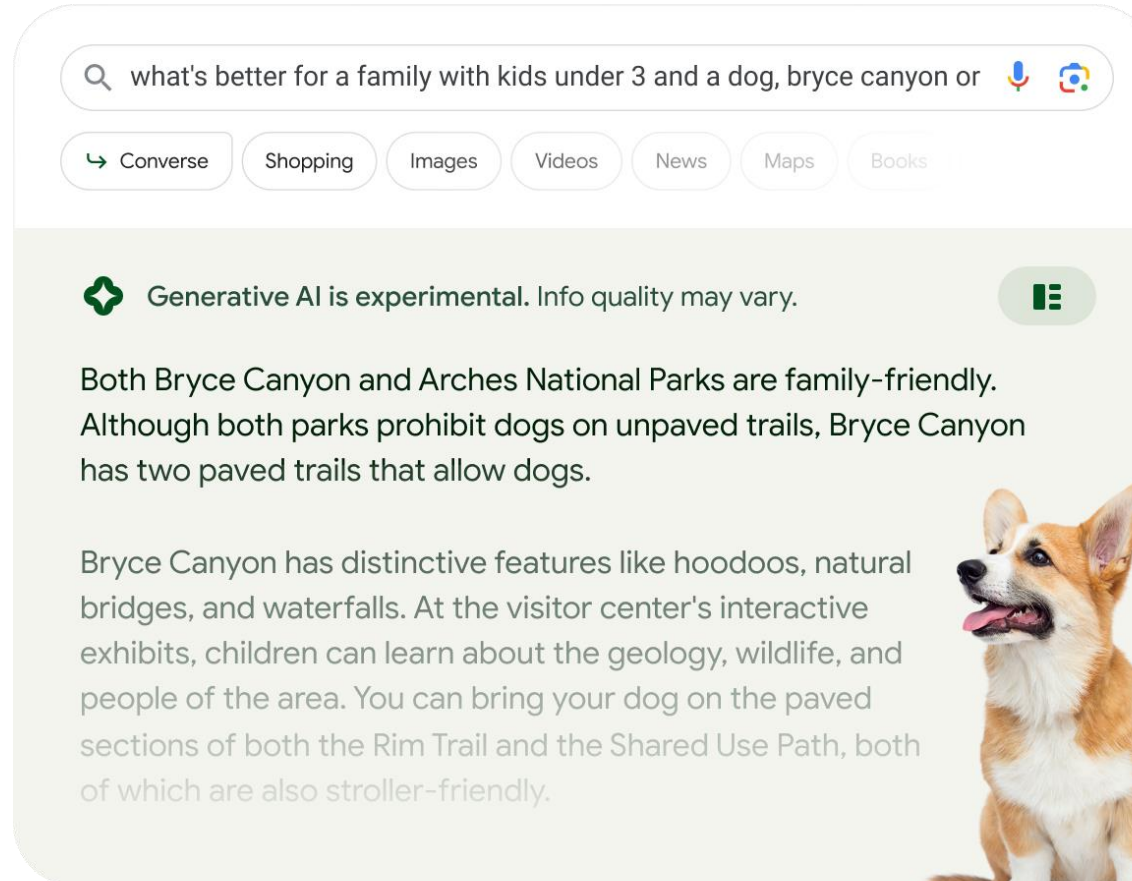 what's better for a family with kids under 3 and a dog, bryce canyon or
Converse Shopping Images Videos News Maps Books
Generative AI is experimental. Info quality may vary.
Both Bryce Canyon and Arches National Parks are family-friendly.
Although both parks prohibit dogs on unpaved trails, Bryce Canyon
has two paved trails that allow dogs.
Bryce Canyon has distinctive features like hoodoos, natural
bridges, and waterfalls. At the visitor center's interactive
exhibits, children can learn about the geology, wildlife, and
people of the area. You can bring your dog on the paved
sections of both the Rim Trail and the Shared Use Path, both
of which are also stroller-friendly.